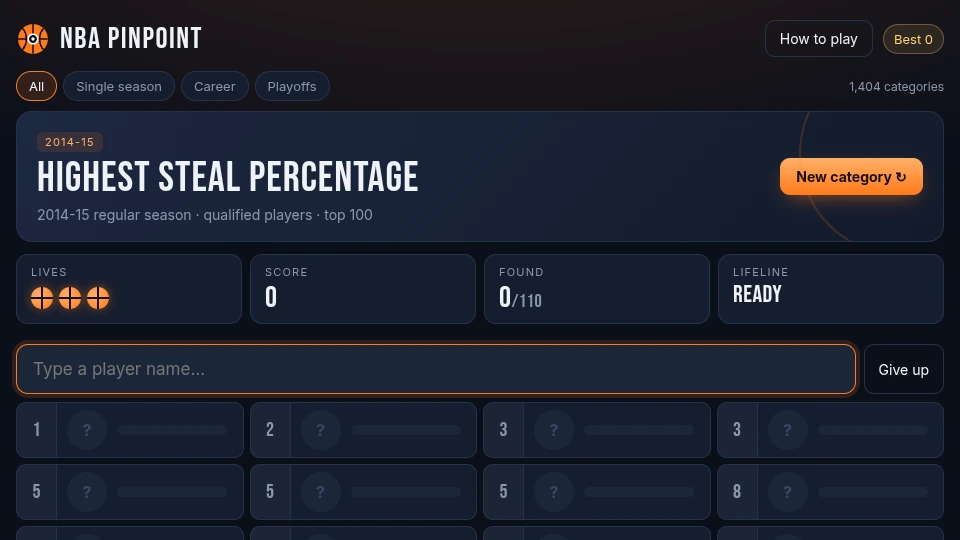 NBA PINPOINT
How to play
Best 0
All
Single season
Career
Playoffs
1,404 categories
2014-15
HIGHEST STEAL PERCENTAGE
2014-15 regular season · qualified players · top 100
New category ↻
LIVES
SCORE
0
FOUND
0/110
LIFELINE
READY
Type a player name...
Give up
1 ?
2 ?
3 ?
3 ?
5 ?
5 ?
5 ?
8 ?